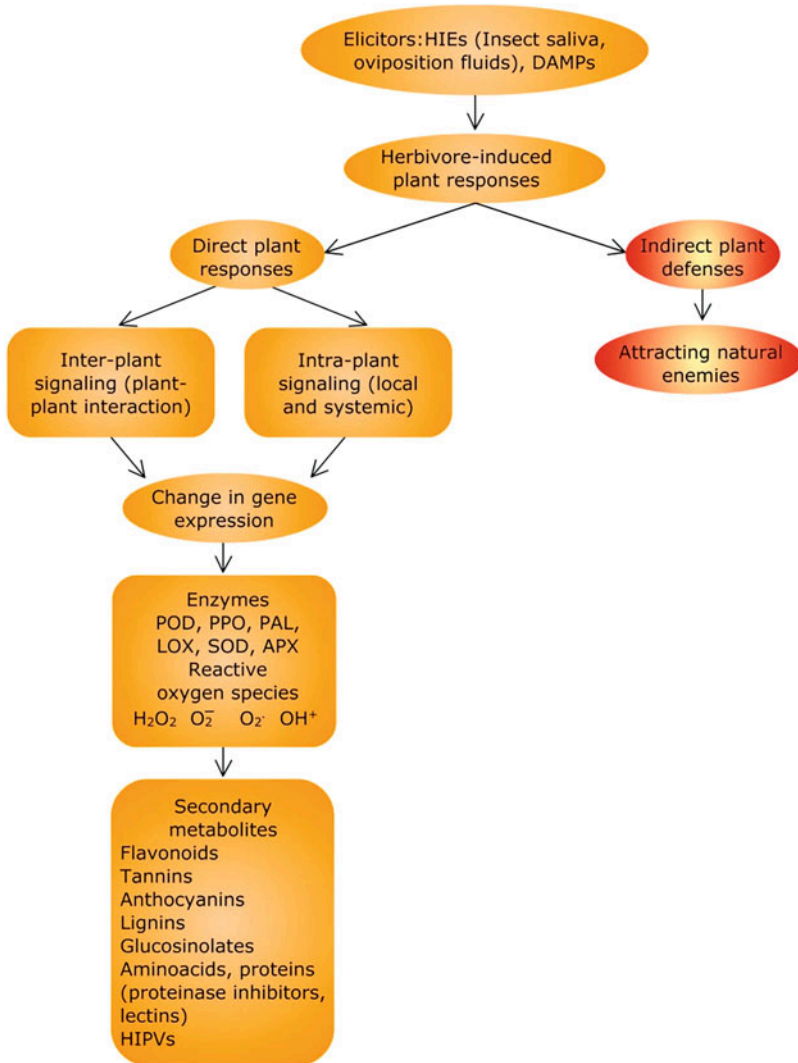 Elicitors:HIEs (Insect saliva,
oviposition fluids), DAMPs
Herbivore-induced
plant responses
Direct plant
responses
Indirect plant
defenses
Inter-plant
signaling (plant-
plant interaction)
Intra-plant
signaling (local
and systemic)
Attracting natural
enemies
Change in gene
expression
Enzymes
POD, PPO, PAL,
LOX, SOD, APX
Reactive
oxygen species
H₂O₂ O₂⁻ O₂· OH⁺
Secondary
metabolites
Flavonoids
Tannins
Anthocyanins
Lignins
Glucosinolates
Aminoacids, proteins
(proteinase inhibitors,
lectins)
HIPVs